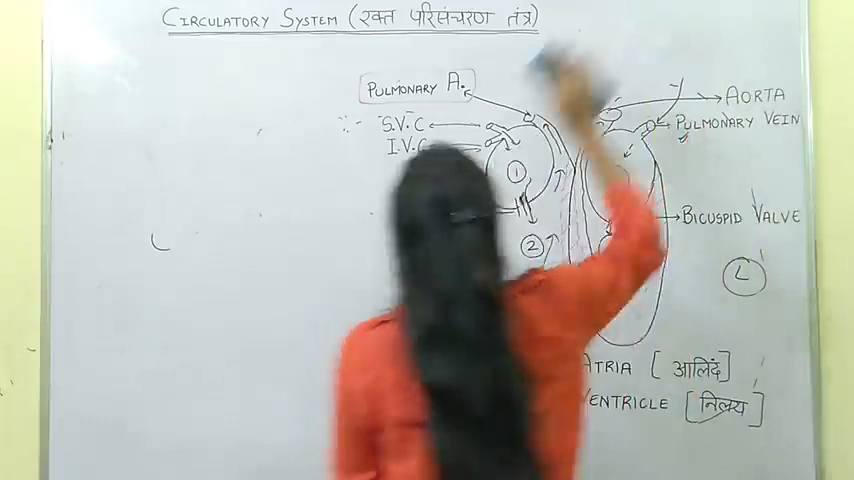 CIRCULATORY SYSTEM (रक्त परिसंचरण तंत्र)
PULMONARY A.
AORTA
S.V.C
PULMONARY VEIN
I.V.C
1
BICUSPID VALVE
2
L
ATRIA [आलिंद]
VENTRICLE [निलय]